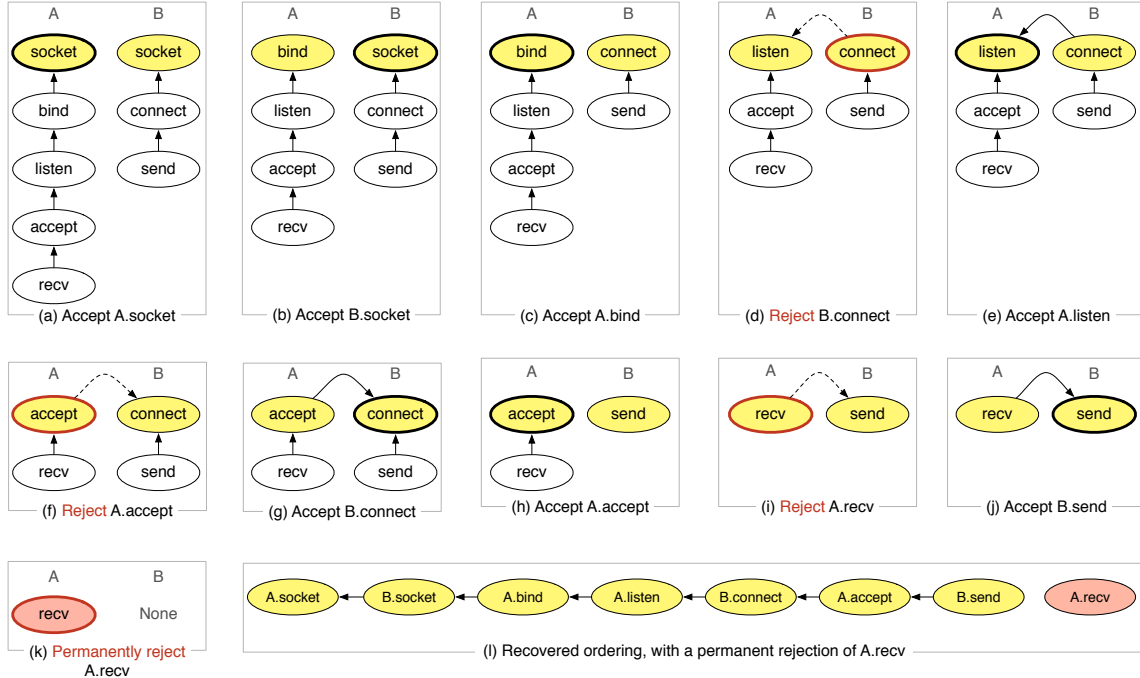 A B
socket socket
bind connect
listen send
accept
recv
(a) Accept A.socket
A B
bind socket
listen connect
accept send
recv
(b) Accept B.socket
A B
bind connect
listen send
accept
recv
(c) Accept A.bind
A B
listen connect
accept send
recv
(d) Reject B.connect
A B
listen connect
accept send
recv
(e) Accept A.listen
A B
accept connect
recv send
(f) Reject A.accept
A B
accept connect
recv send
(g) Accept B.connect
A B
accept send
recv
(h) Accept A.accept
A B
recv send
(i) Reject A.recv
A B
recv send
(j) Accept B.send
A B
recv None
(k) Permanently reject
A.recv
A.socket B.socket A.bind A.listen B.connect A.accept B.send A.recv
(l) Recovered ordering, with a permanent rejection of A.recv